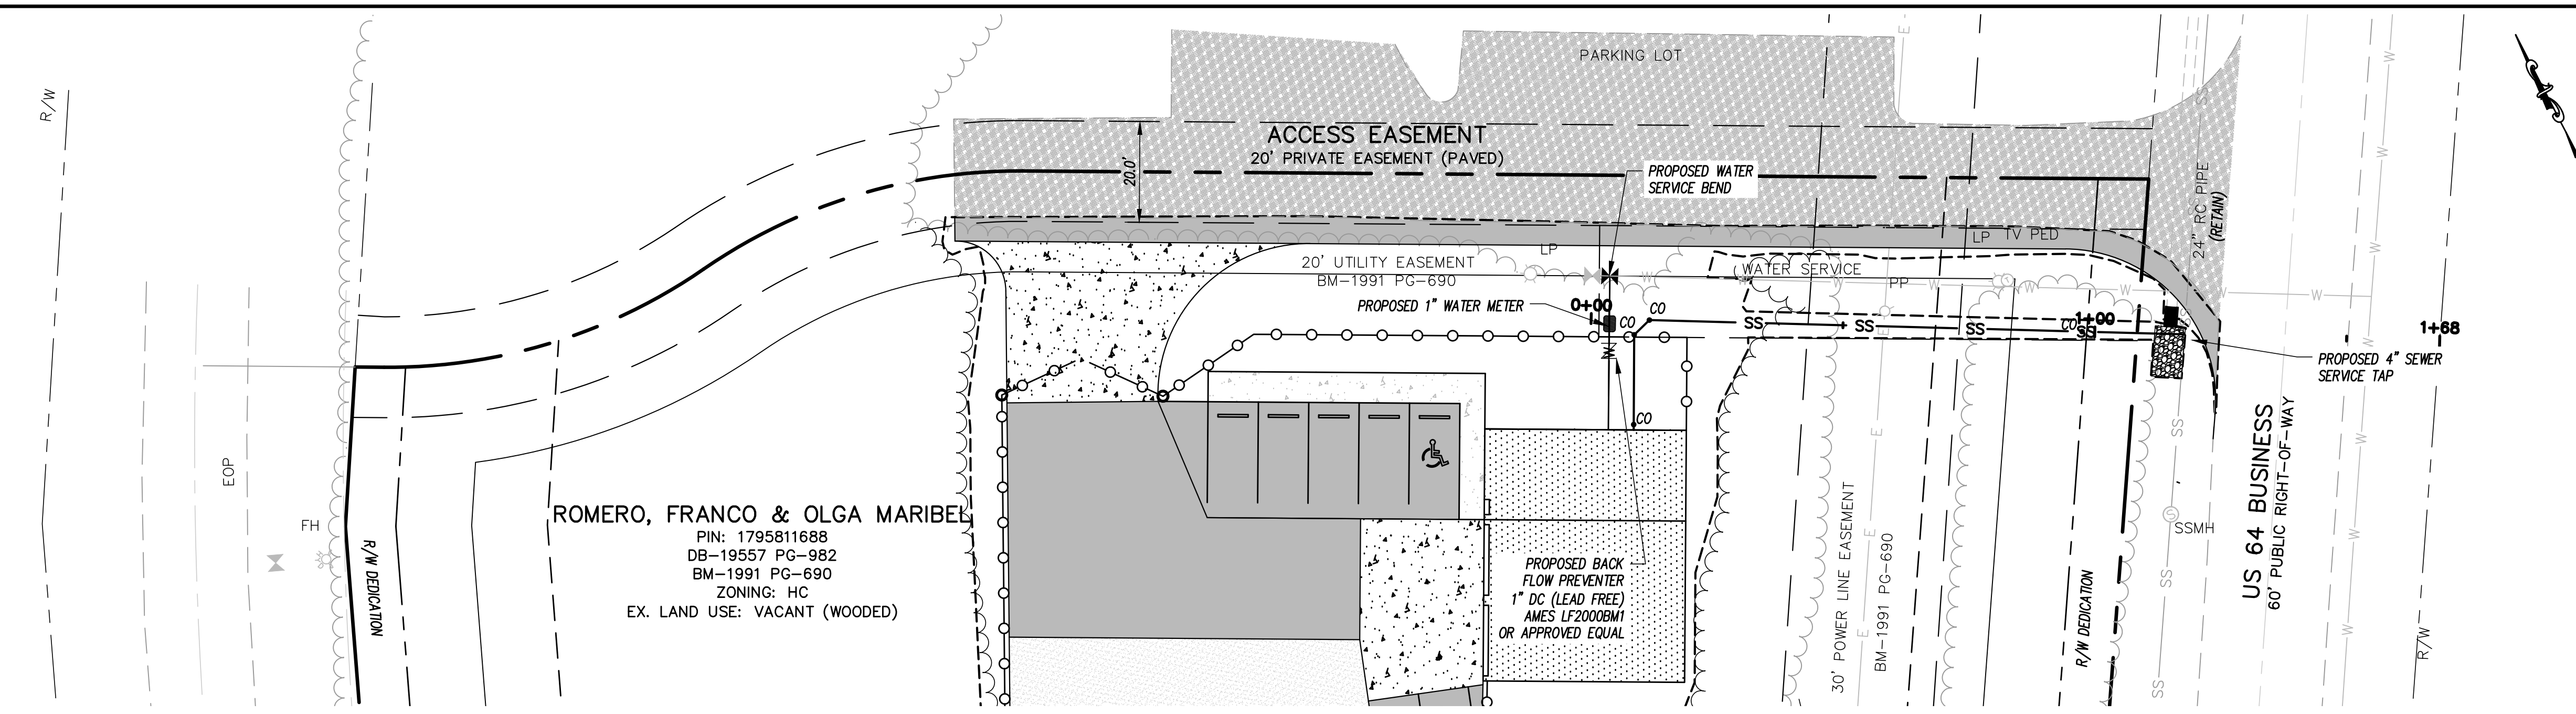 R/W
PARKING LOT
E
W
SS
ACCESS EASEMENT
20' PRIVATE EASEMENT (PAVED)
20.0'
PROPOSED WATER
SERVICE BEND
24" RC PIPE
(RETAIN)
LP
LP
TV PED
20' UTILITY EASEMENT
BM-1991 PG-690
WATER SERVICE
PP
W
W
W
W
W
W
PROPOSED 1" WATER METER
0+00
CO
CO
SS
SS
SS
CO
1+00
SS
1+68
PROPOSED 4" SEWER
SERVICE TAP
W
CO
EOP
FH
R/W DEDICATION
ROMERO, FRANCO & OLGA MARIBEL
PIN: 1795811688
DB-19557 PG-982
BM-1991 PG-690
ZONING: HC
EX. LAND USE: VACANT (WOODED)
PROPOSED BACK
FLOW PREVENTER
1" DC (LEAD FREE)
AMES LF2000BM1
OR APPROVED EQUAL
30' POWER LINE EASEMENT
BM-1991 PG-690
E
E
E
E
R/W DEDICATION
SS
SS
SS
S
SSMH
US 64 BUSINESS
60' PUBLIC RIGHT-OF-WAY
W
W
W
W
R/W